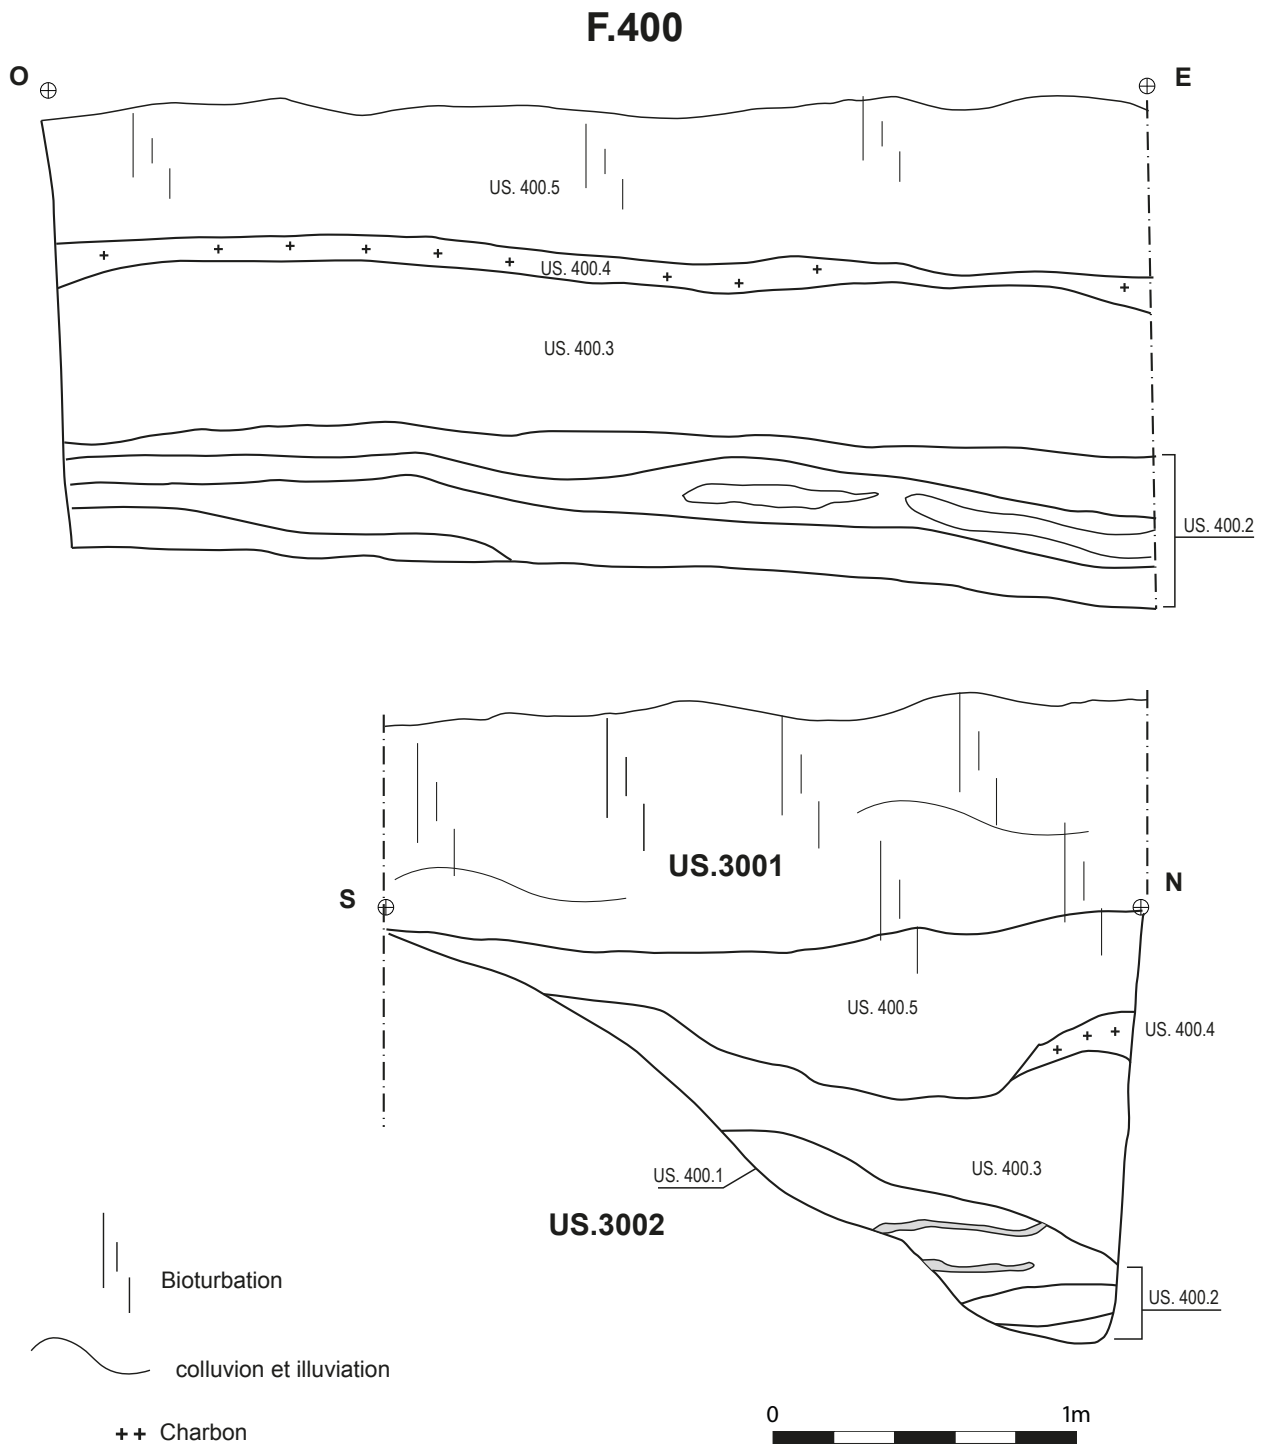 F.400
O
E
US. 400.5
US. 400.4
US. 400.3
US. 400.2
US.3001
S
N
US. 400.5
US. 400.4
US. 400.3
US. 400.1
US.3002
US. 400.2
Bioturbation
colluvion et illuviation
++ Charbon
0 1m